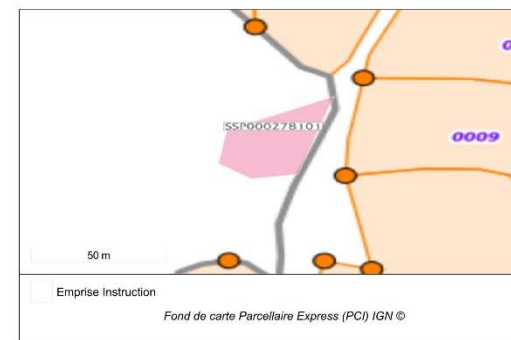 SSP000278101
0009
50 m
Emprise Instruction
Fond de carte Parcellaire Express (PCI) IGN ©